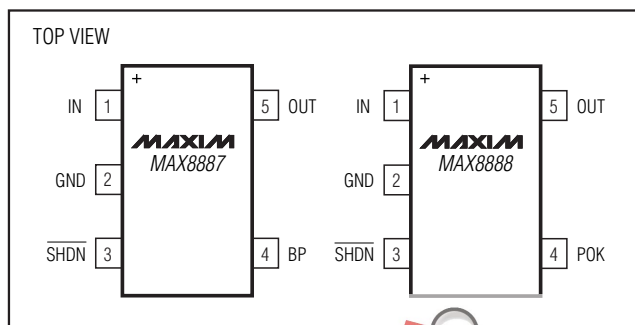 TOP VIEW
+
IN 1
5 OUT
MAXIM
MAX8887
GND 2
SHDN 3
4 BP
+
IN 1
5 OUT
MAXIM
MAX8888
GND 2
SHDN 3
4 POK